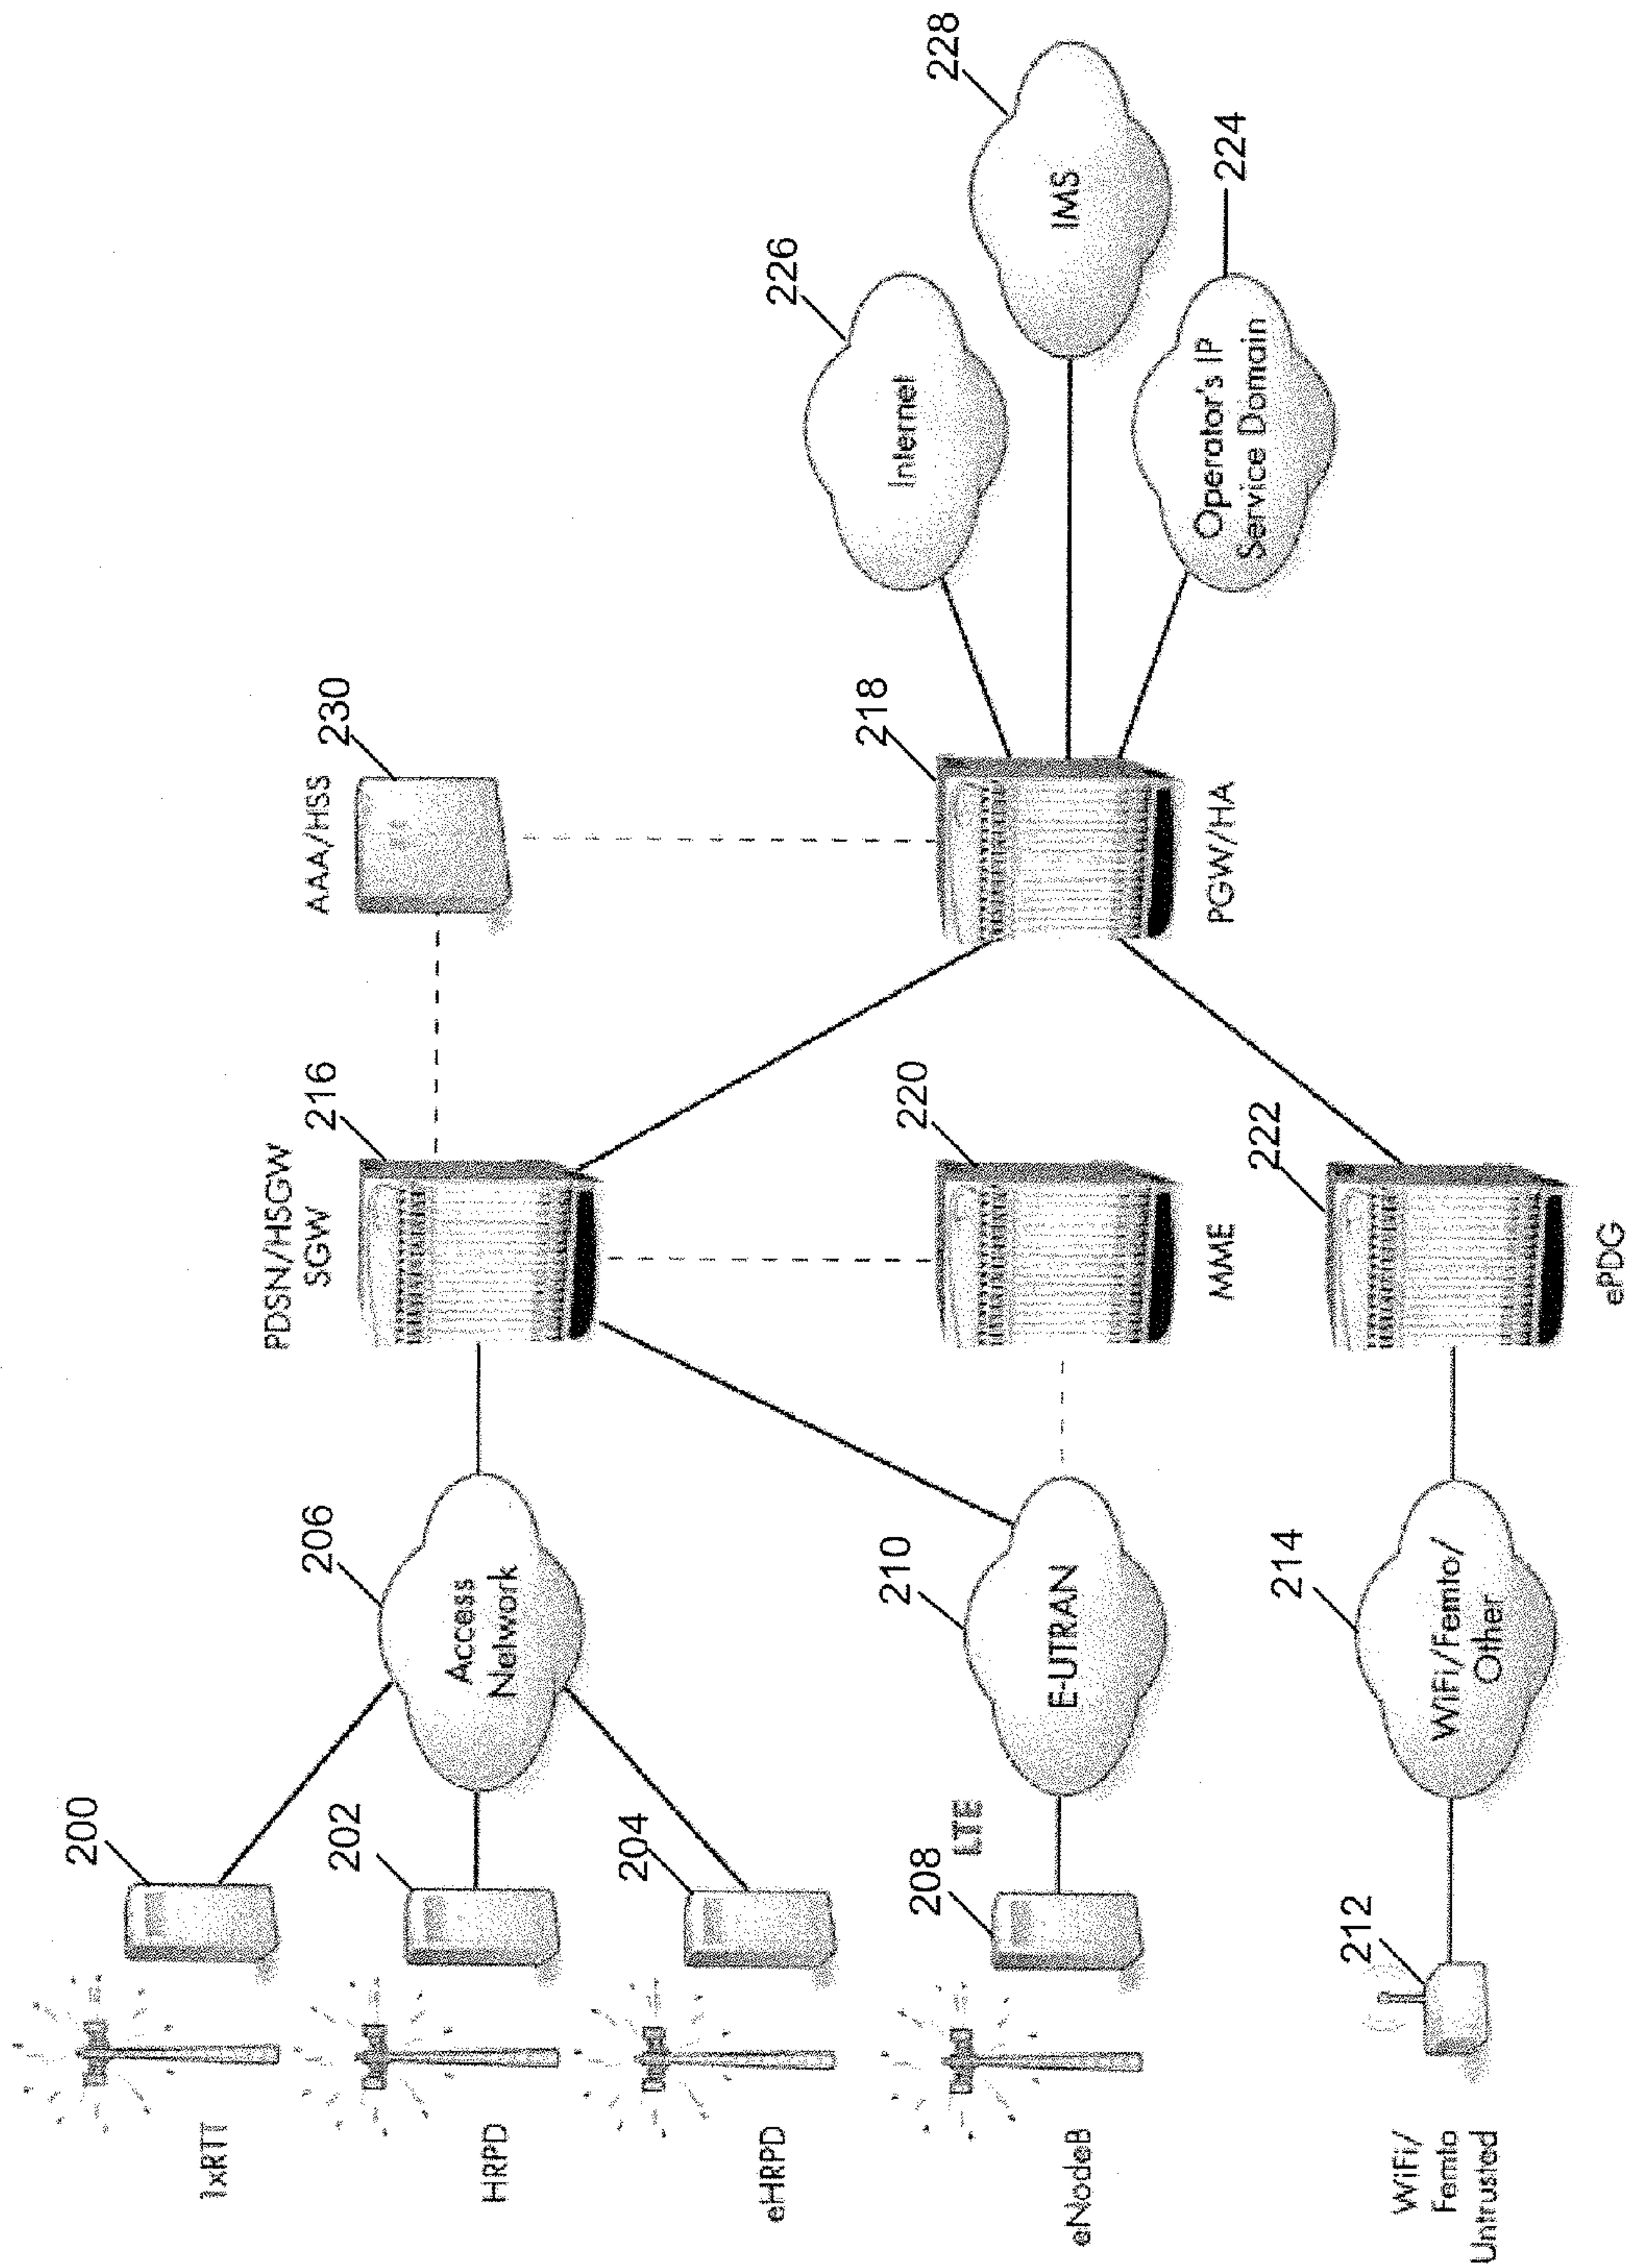 1xRTT
200
HRPD
202
eHRPD
204
Access
Network
206
PDSN/HSGW
SGW
216
AAA/HSS
230
eNodeB
208
LTE
E-UTRAN
210
MME
220
PGW/HA
218
Internet
226
IMS
228
Operator's IP
Service Domain
224
WiFi/
Femto
Untrusted
212
WiFi/Femto/
Other
214
ePDG
222